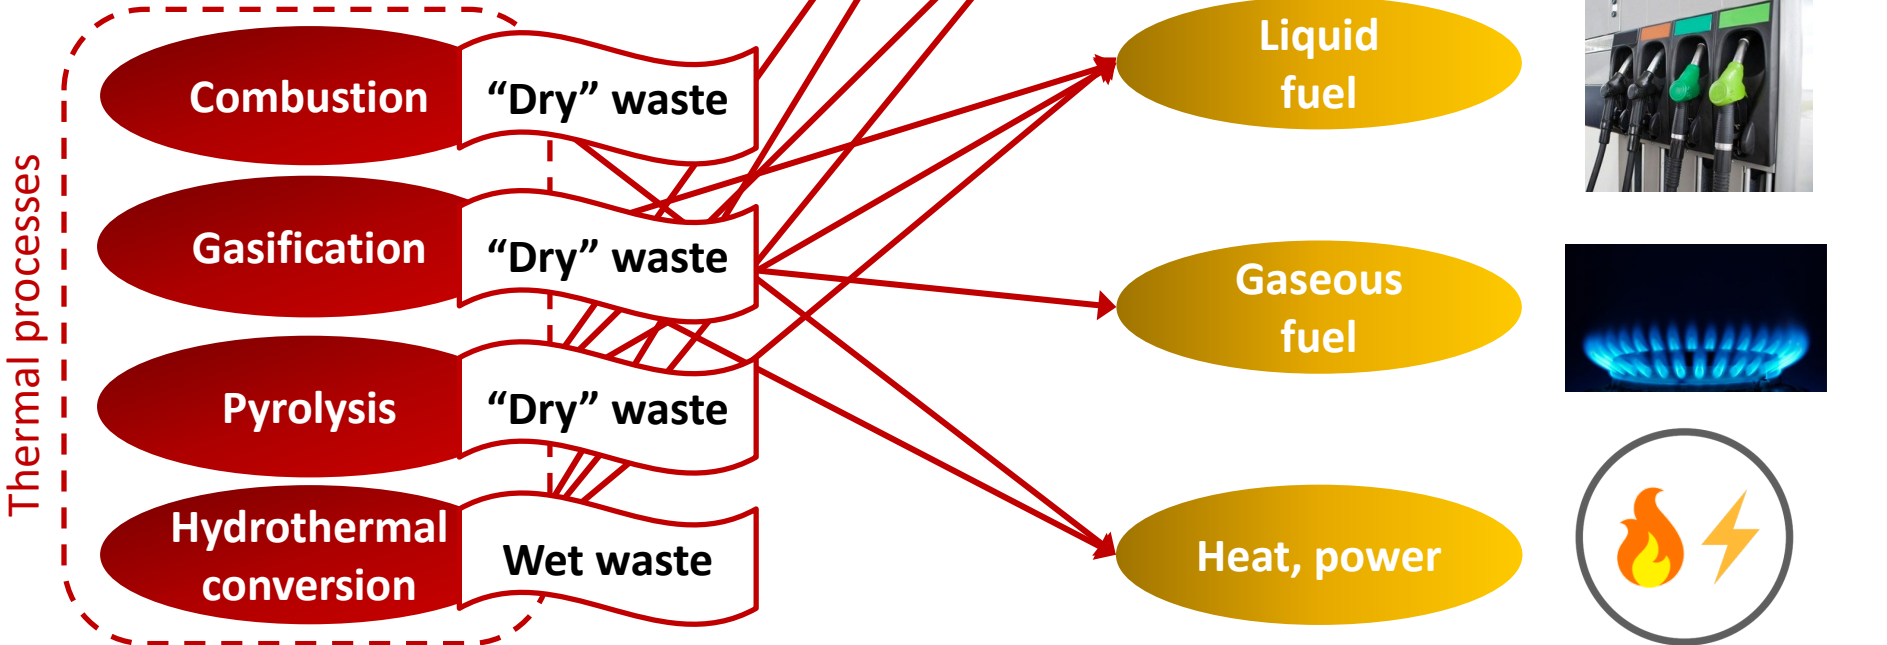 Thermal processes
Combustion
“Dry” waste
Gasification
“Dry” waste
Pyrolysis
“Dry” waste
Hydrothermal
conversion
Wet waste
Liquid
fuel
Gaseous
fuel
Heat, power